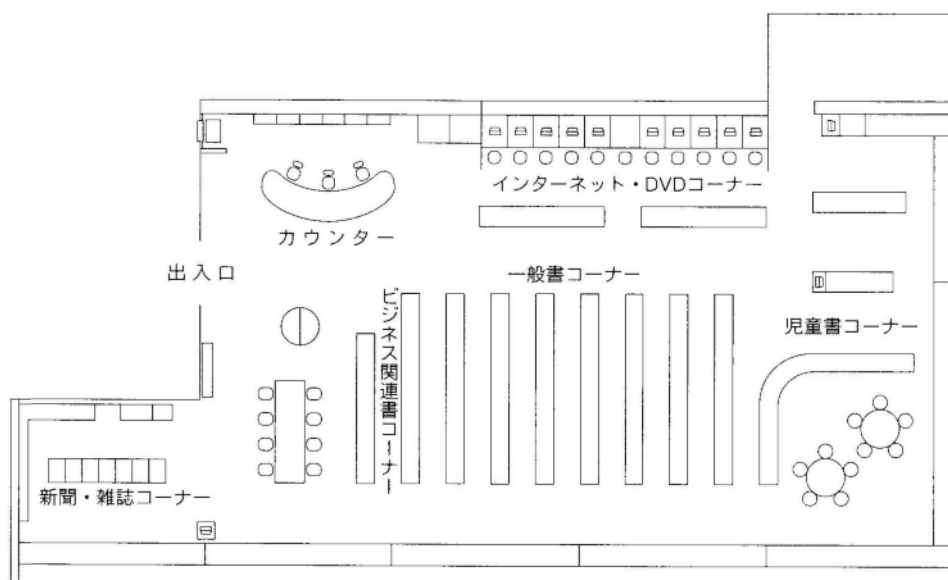 インターネット・DVDコーナー
カウンター
出入口
一般書コーナー
ビジネス関連書コーナー
児童書コーナー
新聞・雑誌コーナー